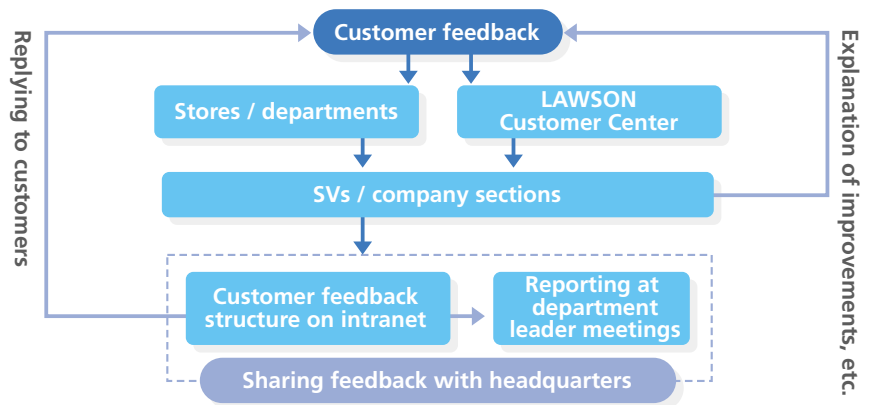 Customer feedback
Replying to customers
Explanation of improvements, etc.
Stores / departments
LAWSON
Customer Center
SVs / company sections
Customer feedback
structure on intranet
Reporting at
department
leader meetings
Sharing feedback with headquarters